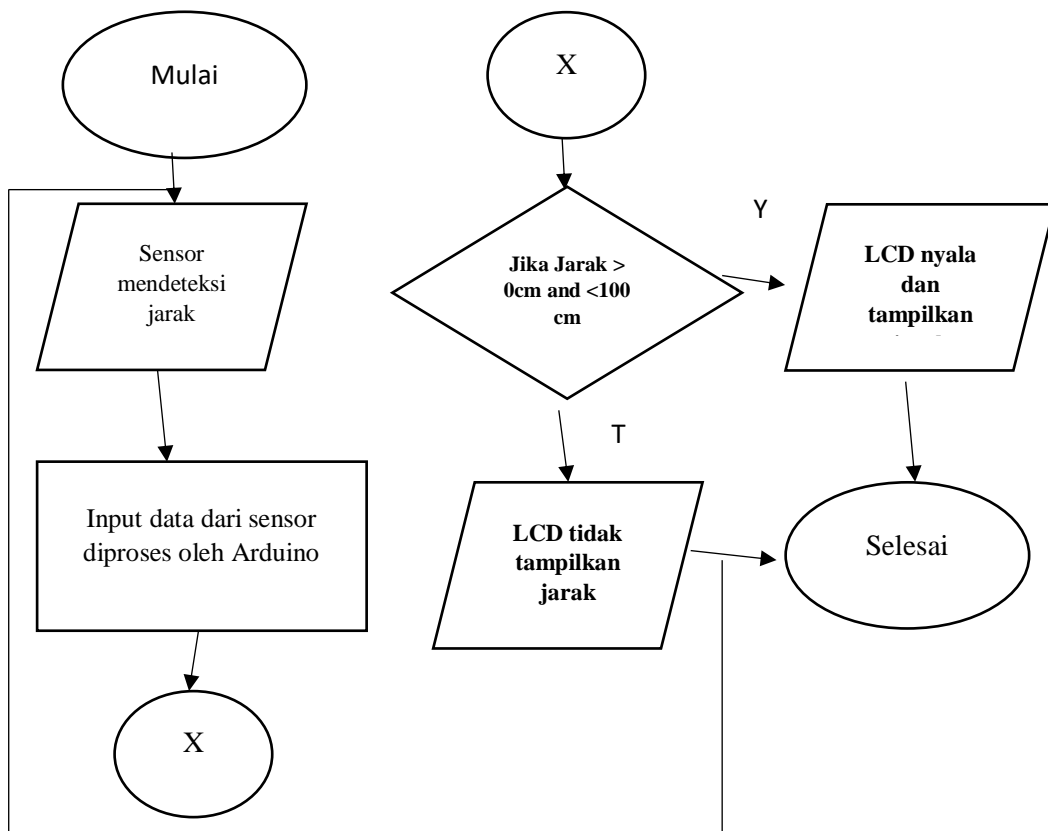 Mulai
Sensor
mendeteksi
jarak
Input data dari sensor
diproses oleh Arduino
X
X
Jika Jarak >
0cm and <100
cm
Y
LCD nyala
dan
tampilkan
T
LCD tidak
tampilkan
jarak
Selesai